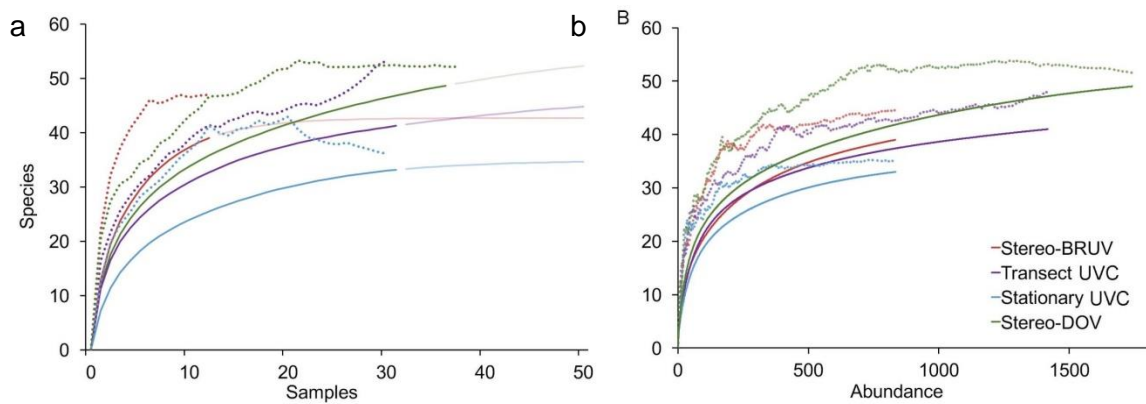 a
60
50
40
30
20
10
0
Species
0 10 20 30 40 50
Samples
b
B
60
50
40
30
20
10
0
Stereo-BRUV
Transect UVC
Stationary UVC
Stereo-DOV
0 500 1000 1500
Abundance